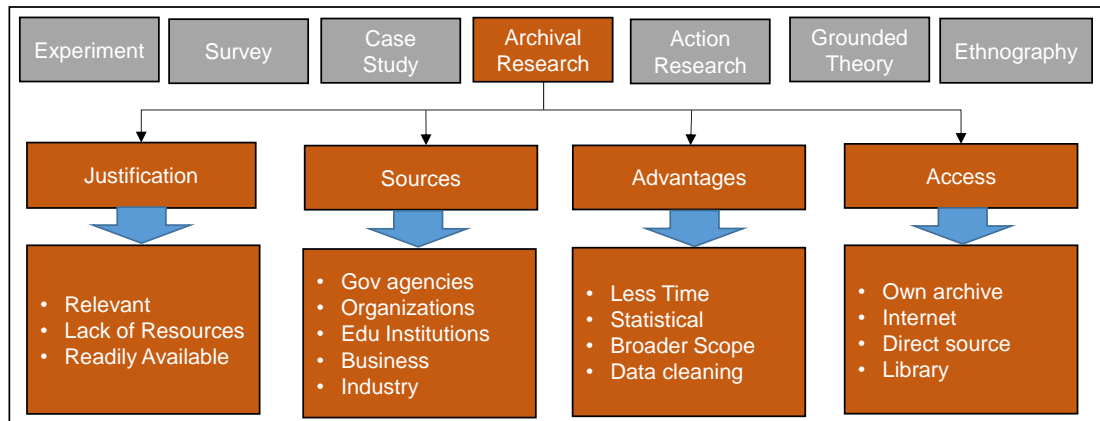 Experiment
Survey
Case
Study
Archival
Research
Action
Research
Grounded
Theory
Ethnography
Justification
Sources
Advantages
Access
• Relevant
• Lack of Resources
• Readily Available
• Gov agencies
• Organizations
• Edu Institutions
• Business
• Industry
• Less Time
• Statistical
• Broader Scope
• Data cleaning
• Own archive
• Internet
• Direct source
• Library